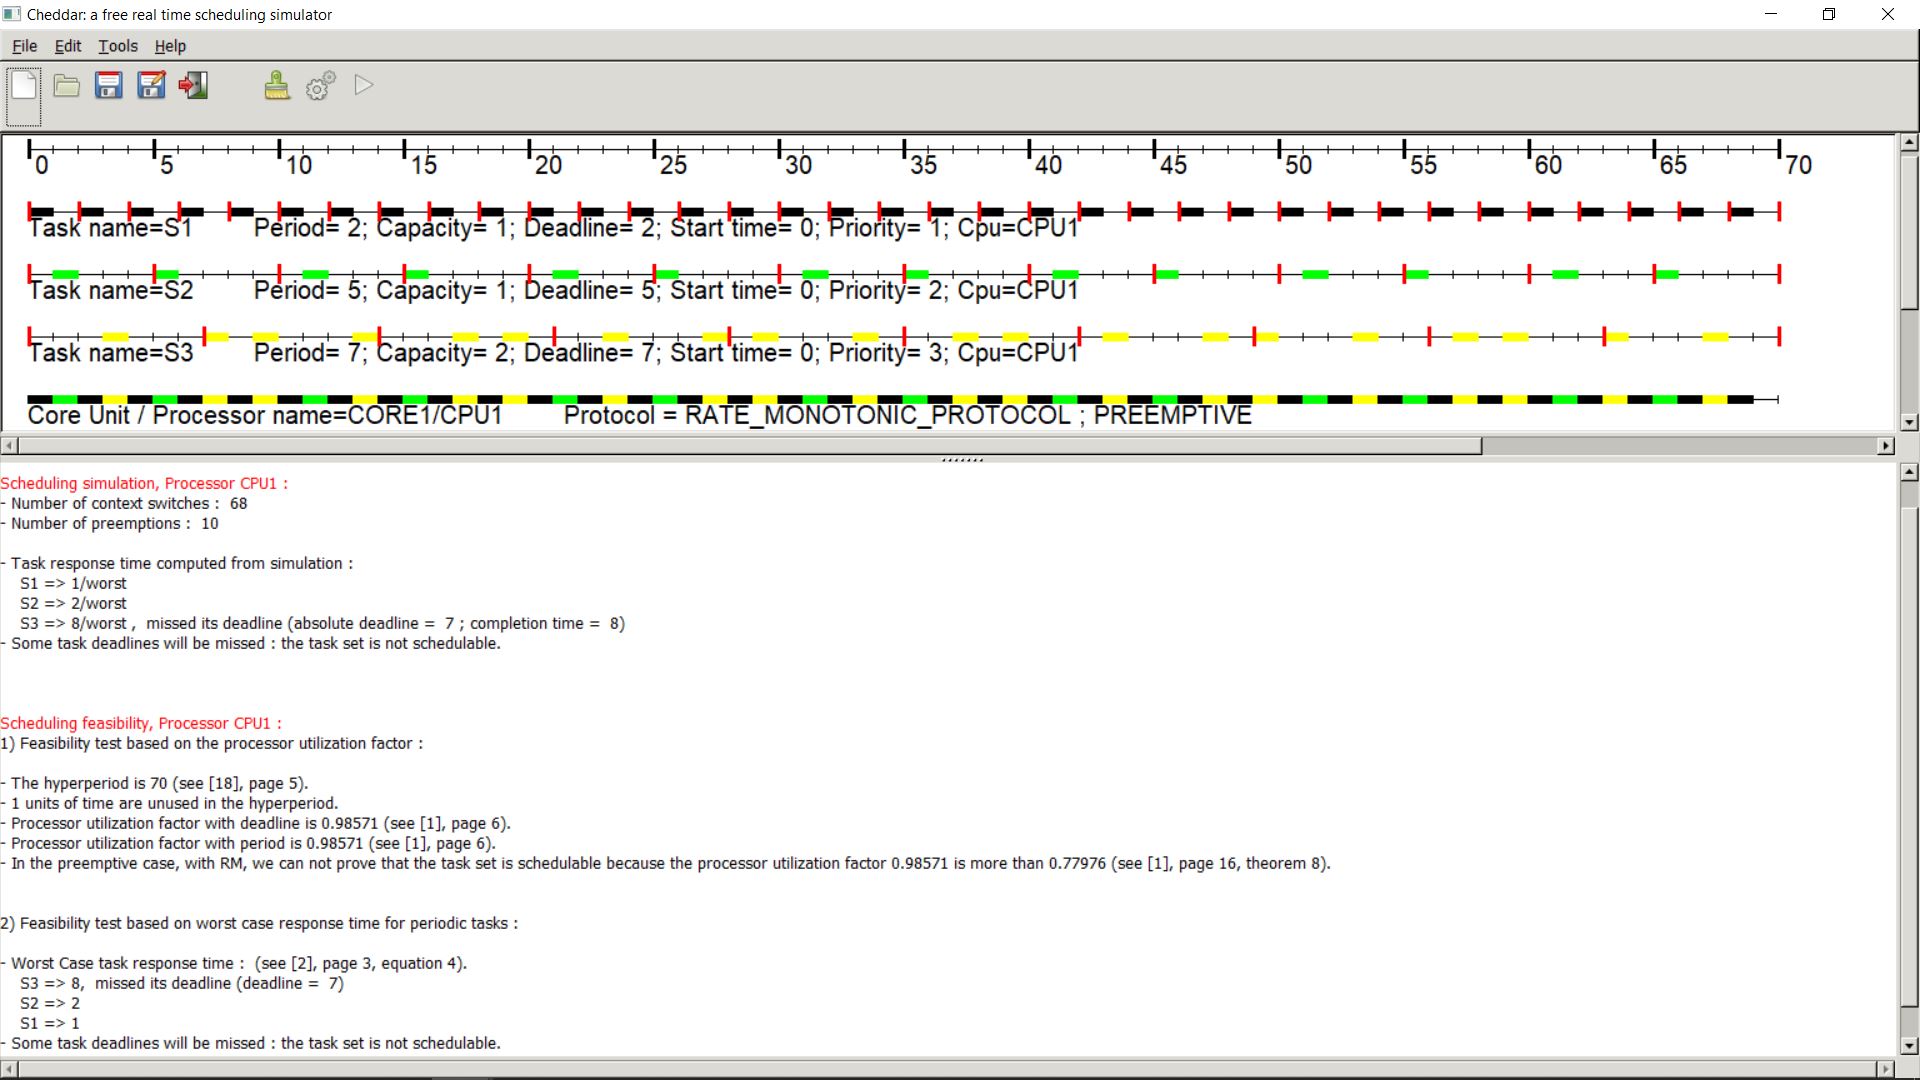 Cheddar: a free real time scheduling simulator
File Edit Tools Help
0 5 10 15 20 25 30 35 40 45 50 55 60 65 70
Task name=S1 Period= 2; Capacity= 1; Deadline= 2; Start time= 0; Priority= 1; Cpu=CPU1
Task name=S2 Period= 5; Capacity= 1; Deadline= 5; Start time= 0; Priority= 2; Cpu=CPU1
Task name=S3 Period= 7; Capacity= 2; Deadline= 7; Start time= 0; Priority= 3; Cpu=CPU1
Core Unit / Processor name=CORE1/CPU1 Protocol = RATE_MONOTONIC_PROTOCOL ; PREEMPTIVE
Scheduling simulation, Processor CPU1 :
- Number of context switches : 68
- Number of preemptions : 10
- Task response time computed from simulation :
S1 => 1/worst
S2 => 2/worst
S3 => 8/worst , missed its deadline (absolute deadline = 7 ; completion time = 8)
- Some task deadlines will be missed : the task set is not schedulable.
Scheduling feasibility, Processor CPU1 :
1) Feasibility test based on the processor utilization factor :
- The hyperperiod is 70 (see [18], page 5).
- 1 units of time are unused in the hyperperiod.
- Processor utilization factor with deadline is 0.98571 (see [1], page 6).
- Processor utilization factor with period is 0.98571 (see [1], page 6).
- In the preemptive case, with RM, we can not prove that the task set is schedulable because the processor utilization factor 0.98571 is more than 0.77976 (see [1], page 16, theorem 8).
2) Feasibility test based on worst case response time for periodic tasks :
- Worst Case task response time : (see [2], page 3, equation 4).
S3 => 8, missed its deadline (deadline = 7)
S2 => 2
S1 => 1
- Some task deadlines will be missed : the task set is not schedulable.